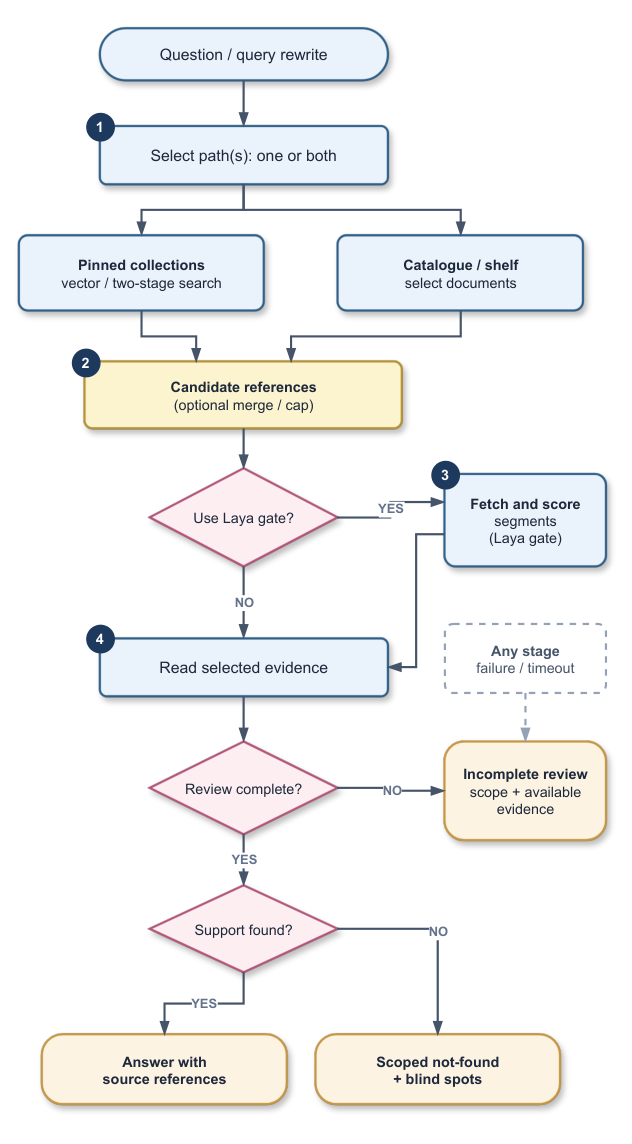 Question / query rewrite
1
Select path(s): one or both
Pinned collections
vector / two-stage search
Catalogue / shelf
select documents
2
Candidate references
(optional merge / cap)
Use Laya gate?
YES
3
Fetch and score
segments
(Laya gate)
NO
4
Read selected evidence
Any stage
failure / timeout
Review complete?
NO
Incomplete review
scope + available
evidence
YES
Support found?
NO
YES
Answer with
source references
Scoped not-found
+ blind spots